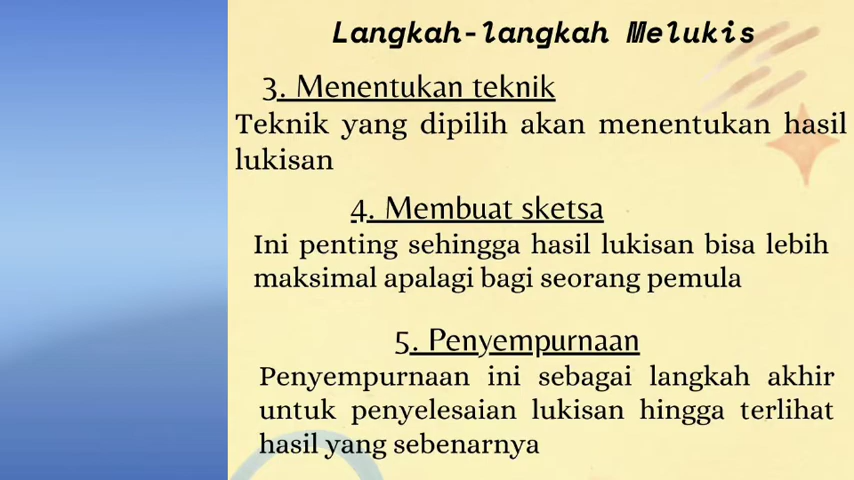 Langkah-langkah Melukis
3. Menentukan teknik
Teknik yang dipilih akan menentukan hasil
lukisan
4. Membuat sketsa
Ini penting sehingga hasil lukisan bisa lebih
maksimal apalagi bagi seorang pemula
5. Penyempurnaan
Penyempurnaan ini sebagai langkah akhir
untuk penyelesaian lukisan hingga terlihat
hasil yang sebenarnya